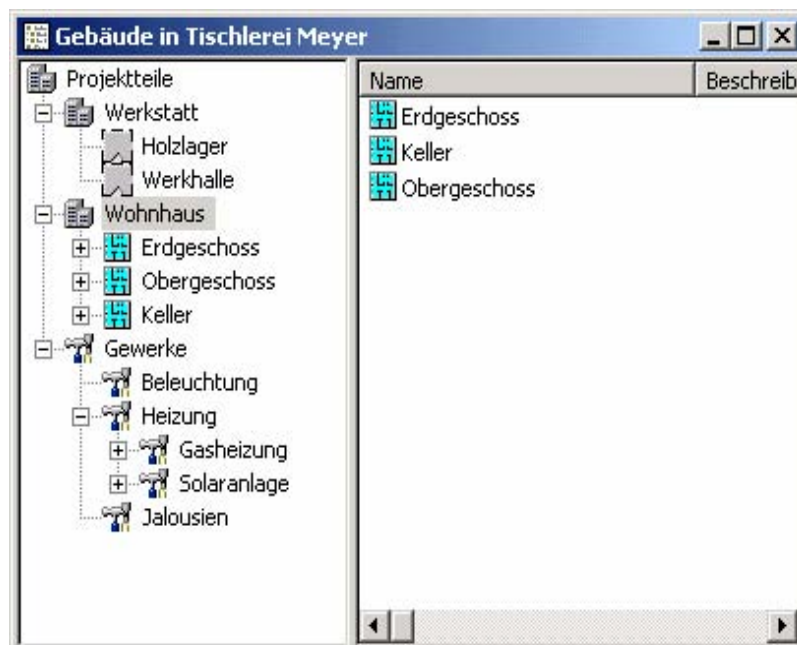 Gebäude in Tischlerei Meyer
Projektteile
Werkstatt
Holzlager
Werkhalle
Wohnhaus
Erdgeschoss
Obergeschoss
Keller
Gewerke
Beleuchtung
Heizung
Gasheizung
Solaranlage
Jalousien
Name Beschreib
Erdgeschoss
Keller
Obergeschoss